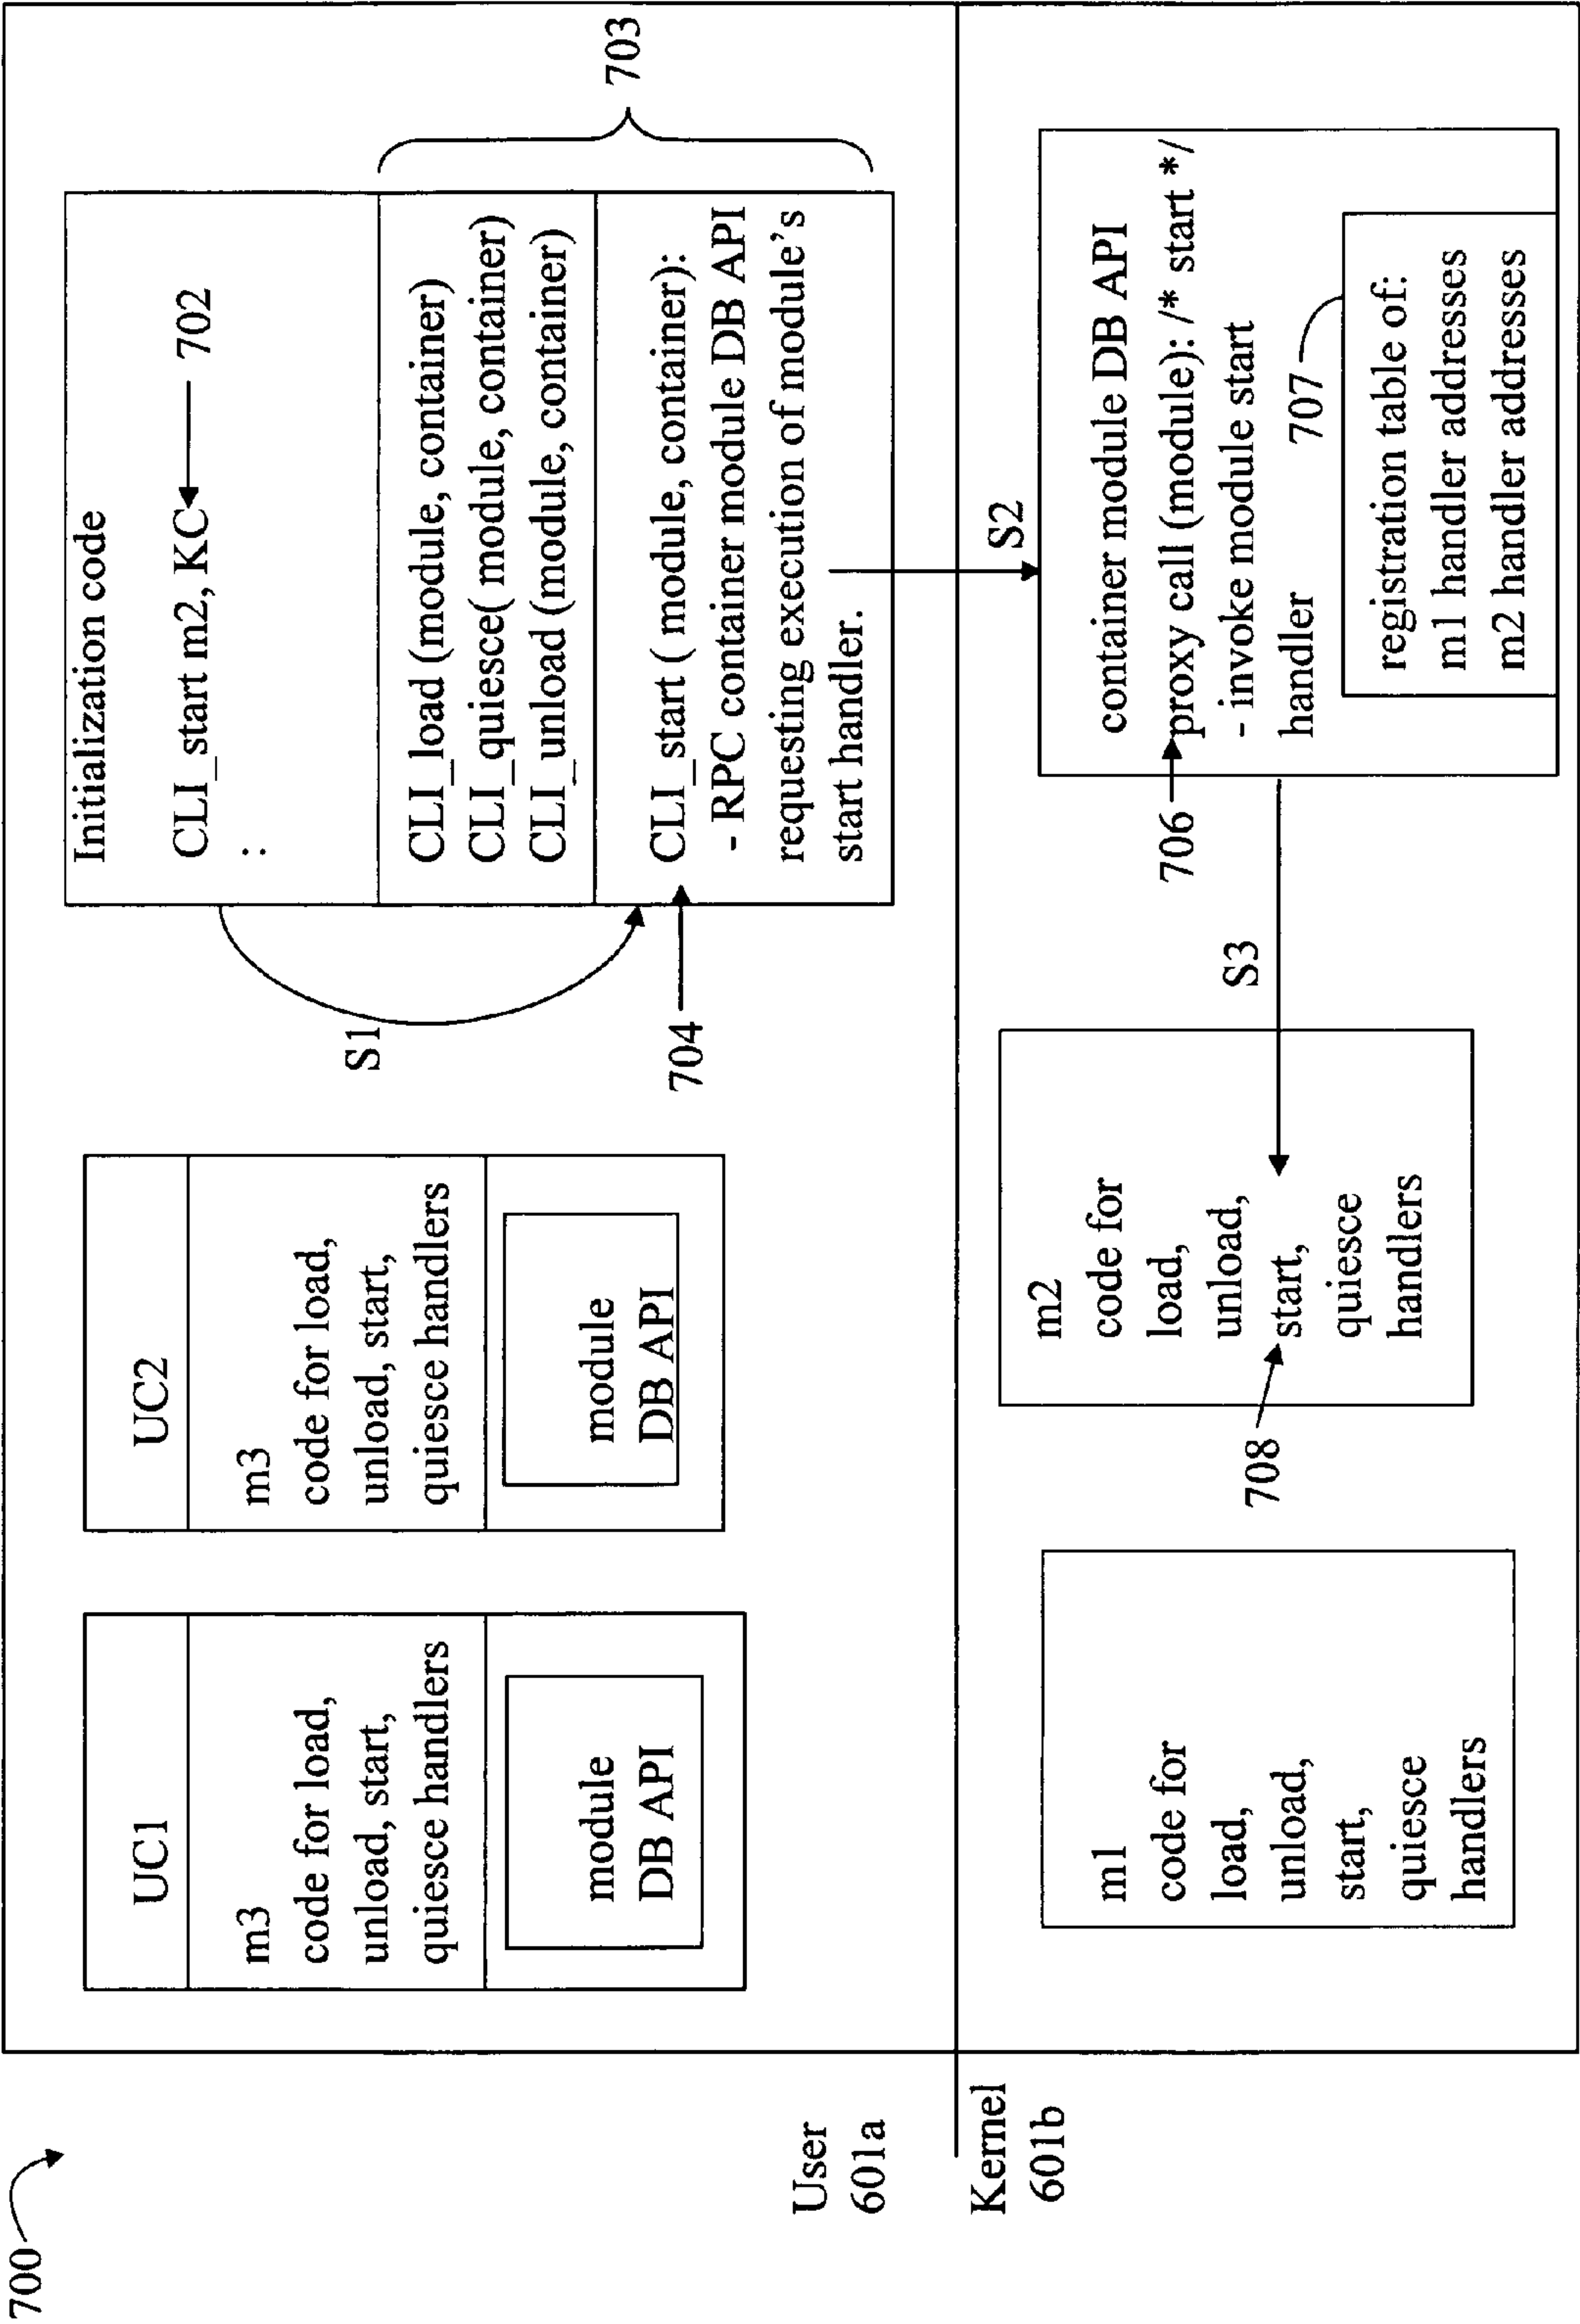 700
UC1
m3
code for load,
unload, start,
quiesce handlers
module
DB API
UC2
m3
code for load,
unload, start,
quiesce handlers
module
DB API
S1
Initialization code
CLI_start m2, KC
702
:
CLI_load (module, container)
CLI_quiesce( module, container)
CLI_unload (module, container)
703
704
CLI_start ( module, container):
- RPC container module DB API
requesting execution of module's
start handler.
User
601a
Kernel
601b
S2
m1
code for
load,
unload,
start,
quiesce
handlers
m2
code for
load,
unload,
start,
quiesce
handlers
708
S3
container module DB API
706
proxy call (module): /* start */
- invoke module start
handler
707
registration table of:
m1 handler addresses
m2 handler addresses